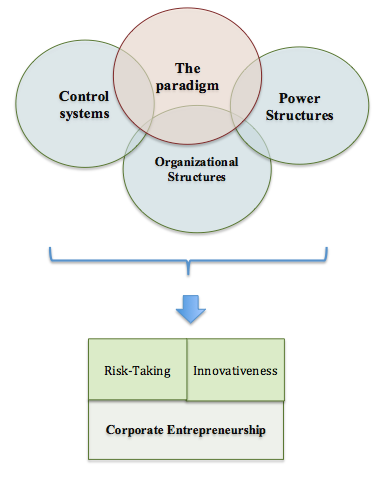 The
paradigm
Control
systems
Power
Structures
Organizational
Structures
Risk-Taking
Innovativeness
Corporate Entrepreneurship